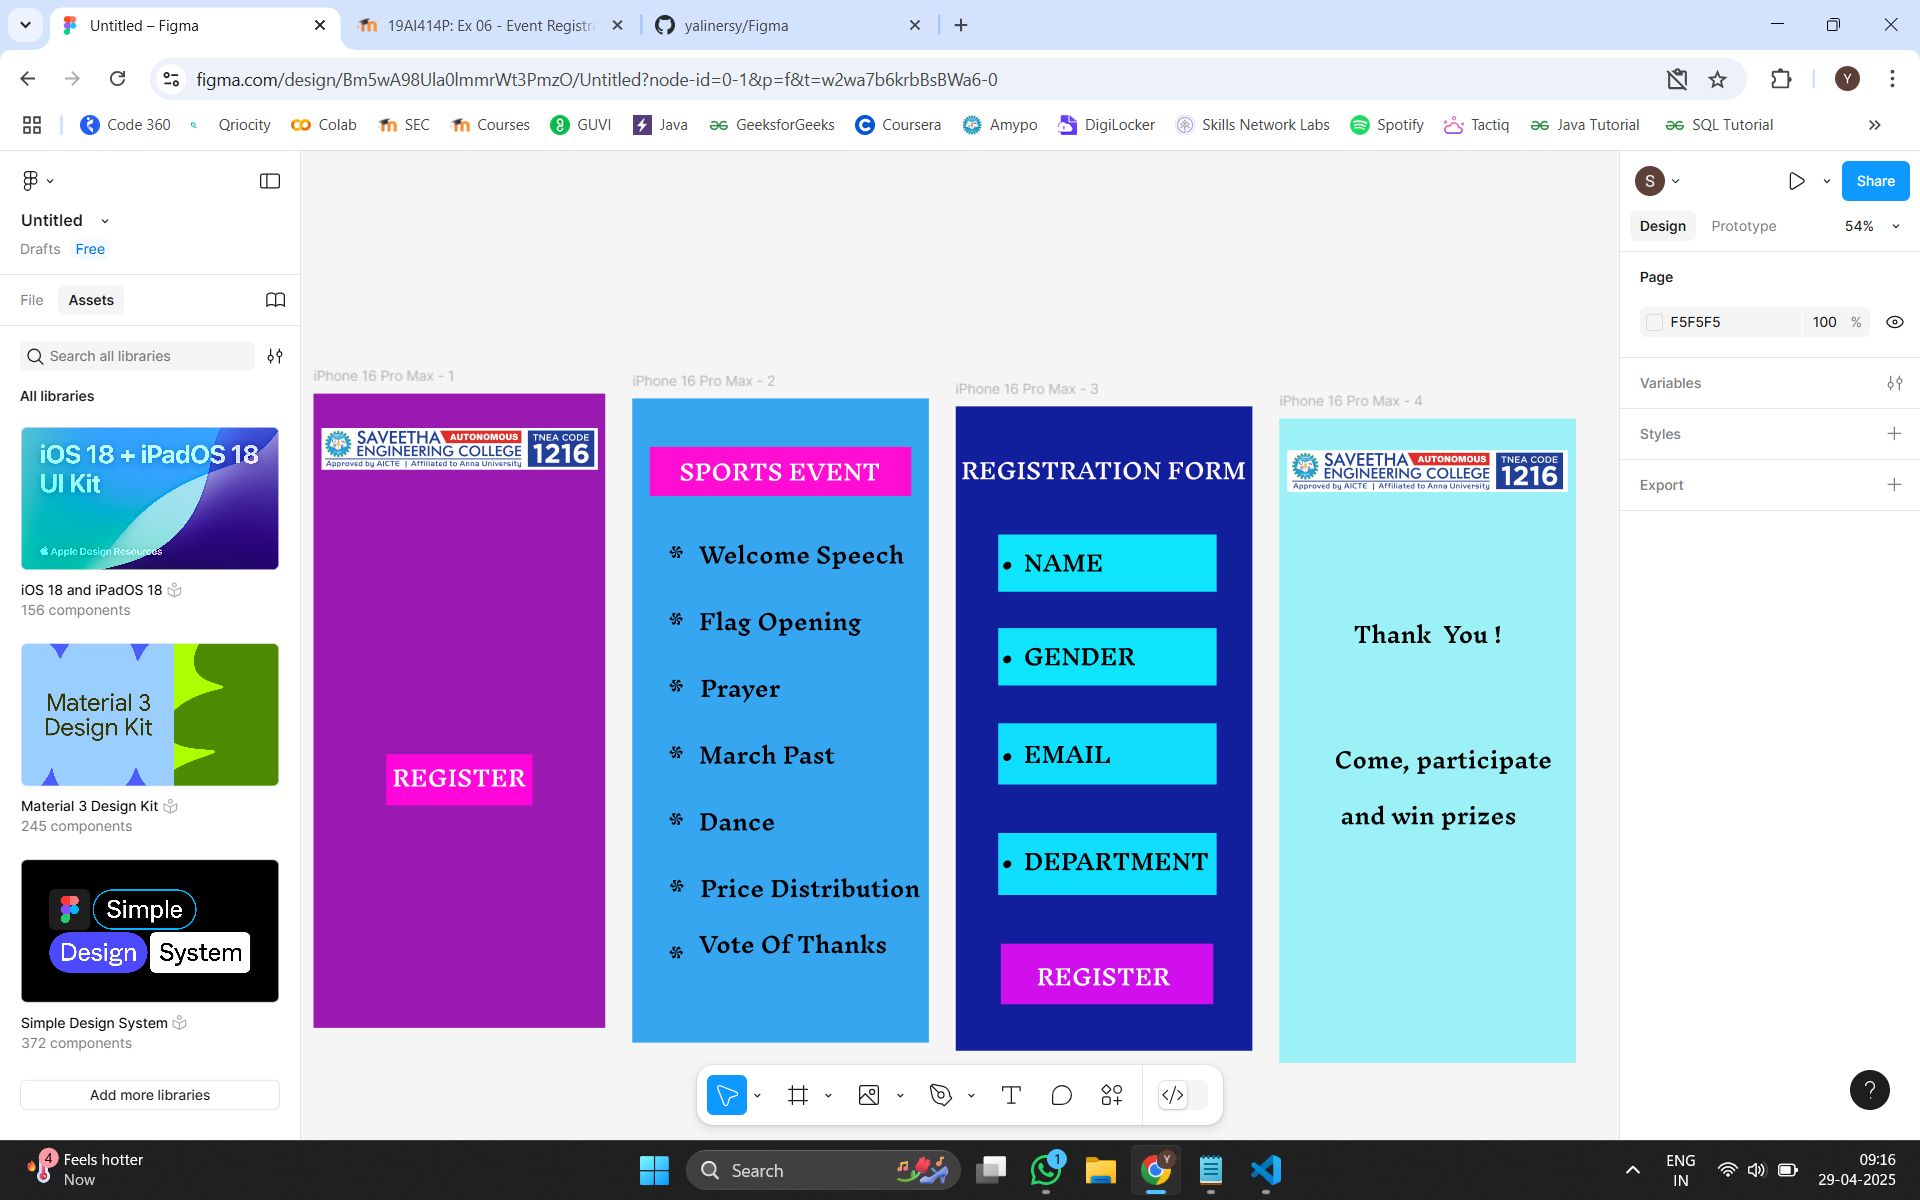 Untitled – Figma
19AI414P: Ex 06 - Event Registra
yalinersy/Figma
figma.com/design/Bm5wA98Ula0lmmrWt3PmzO/Untitled?node-id=0-1&p=f&t=w2wa7b6krbBsBWa6-0
Y
Code 360
Qriocity
Colab
SEC
Courses
GUVI
Java
GeeksforGeeks
Coursera
Amypo
DigiLocker
Skills Network Labs
Spotify
Tactiq
Java Tutorial
SQL Tutorial
Untitled
Drafts Free
File Assets
Search all libraries
All libraries
iOS 18 + iPadOS 18
UI Kit
Apple Design Resources
iOS 18 and iPadOS 18
156 components
Material 3
Design Kit
Material 3 Design Kit
245 components
Simple
Design System
Simple Design System
372 components
Add more libraries
iPhone 16 Pro Max - 1
SAVEETHA AUTONOMOUS
ENGINEERING COLLEGE
Approved by AICTE | Affiliated to Anna University
TNEA CODE
1216
REGISTER
iPhone 16 Pro Max - 2
SPORTS EVENT
Welcome Speech
Flag Opening
Prayer
March Past
Dance
Price Distribution
Vote Of Thanks
iPhone 16 Pro Max - 3
REGISTRATION FORM
• NAME
• GENDER
• EMAIL
• DEPARTMENT
REGISTER
iPhone 16 Pro Max - 4
SAVEETHA AUTONOMOUS
ENGINEERING COLLEGE
Approved by AICTE | Affiliated to Anna University
TNEA CODE
1216
Thank You !
Come, participate
and win prizes
S
Share
Design Prototype 54%
Page
F5F5F5 100 %
Variables
Styles
Export
?
4
Feels hotter
Now
Search
1
Y
ENG
IN
09:16
29-04-2025